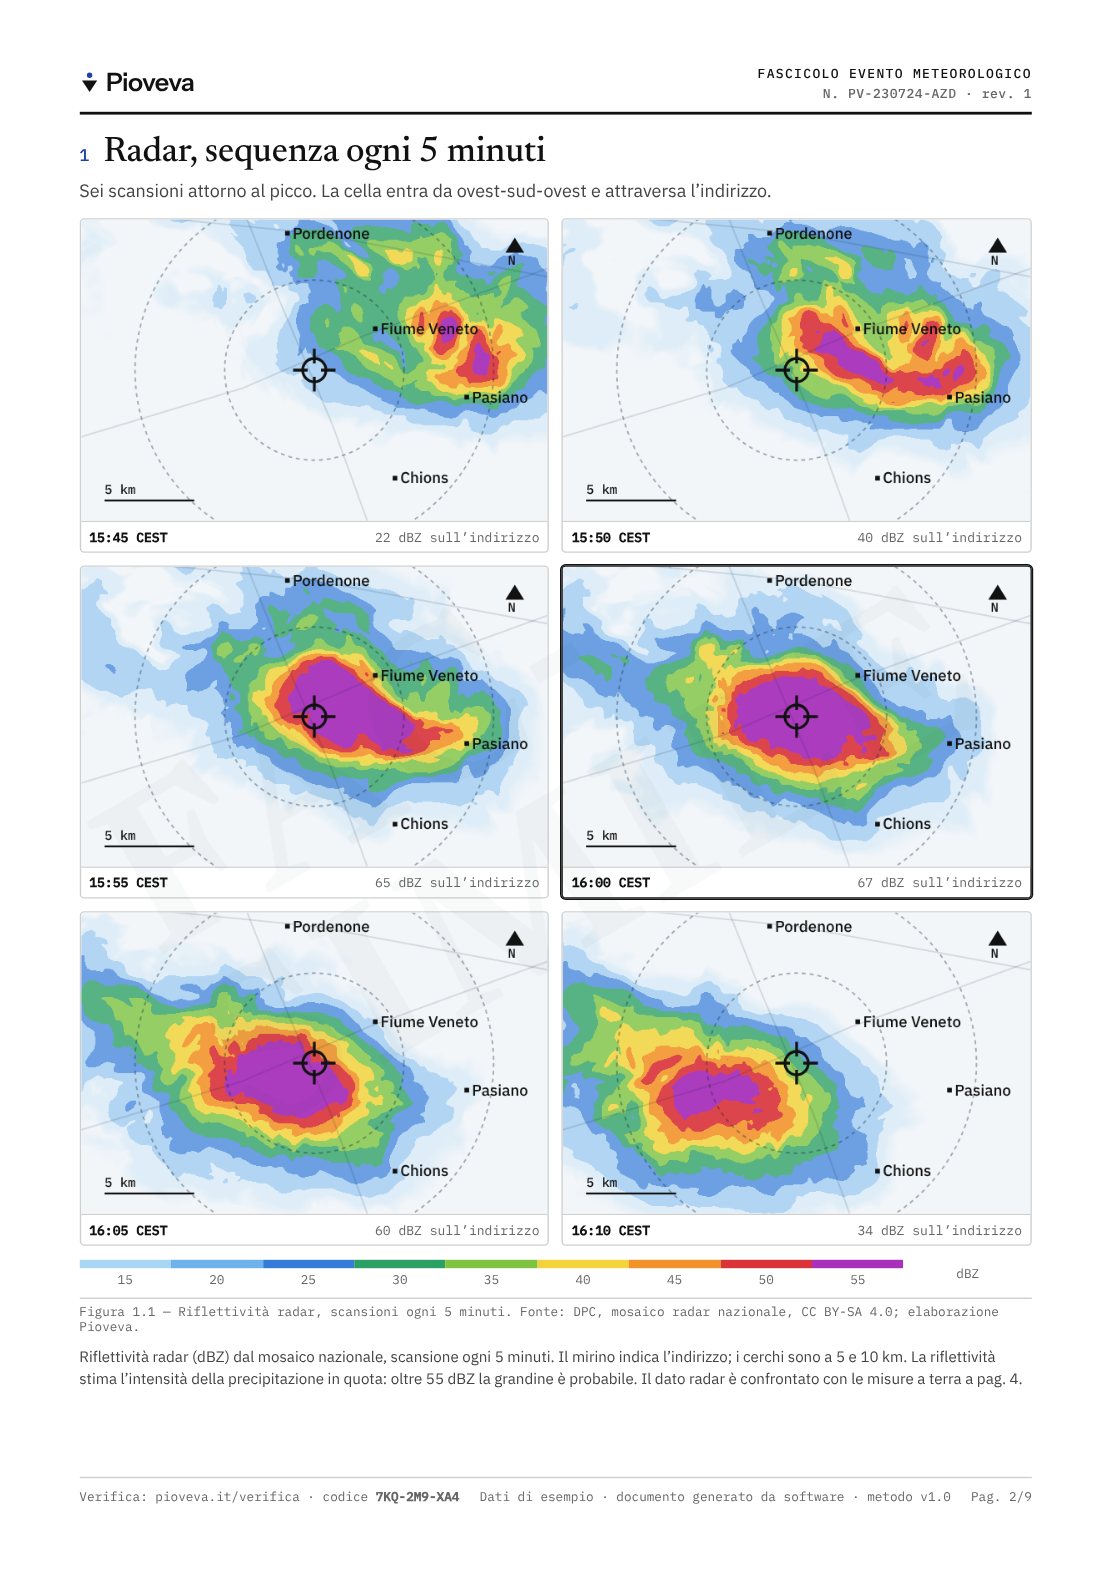 Pioveva
FASCICOLO EVENTO METEOROLOGICO
N. PV-230724-AZD · rev. 1
1 Radar, sequenza ogni 5 minuti
Sei scansioni attorno al picco. La cella entra da ovest-sud-ovest e attraversa l’indirizzo.
Pordenone
N
Fiume Veneto
Pasiano
Chions
5 km
15:45 CEST 22 dBZ sull’indirizzo
Pordenone
N
Fiume Veneto
Pasiano
Chions
5 km
15:50 CEST 40 dBZ sull’indirizzo
Pordenone
N
Fiume Veneto
Pasiano
Chions
5 km
15:55 CEST 65 dBZ sull’indirizzo
Pordenone
N
Fiume Veneto
Pasiano
Chions
5 km
16:00 CEST 67 dBZ sull’indirizzo
Pordenone
N
Fiume Veneto
Pasiano
Chions
5 km
16:05 CEST 60 dBZ sull’indirizzo
Pordenone
N
Fiume Veneto
Pasiano
Chions
5 km
16:10 CEST 34 dBZ sull’indirizzo
15 20 25 30 35 40 45 50 55 dBZ
Figura 1.1 — Riflettività radar, scansioni ogni 5 minuti. Fonte: DPC, mosaico radar nazionale, CC BY-SA 4.0; elaborazione
Pioveva.
Riflettività radar (dBZ) dal mosaico nazionale, scansione ogni 5 minuti. Il mirino indica l’indirizzo; i cerchi sono a 5 e 10 km. La riflettività
stima l’intensità della precipitazione in quota: oltre 55 dBZ la grandine è probabile. Il dato radar è confrontato con le misure a terra a pag. 4.
Verifica: pioveva.it/verifica · codice 7KQ-2M9-XA4 Dati di esempio · documento generato da software · metodo v1.0 Pag. 2/9